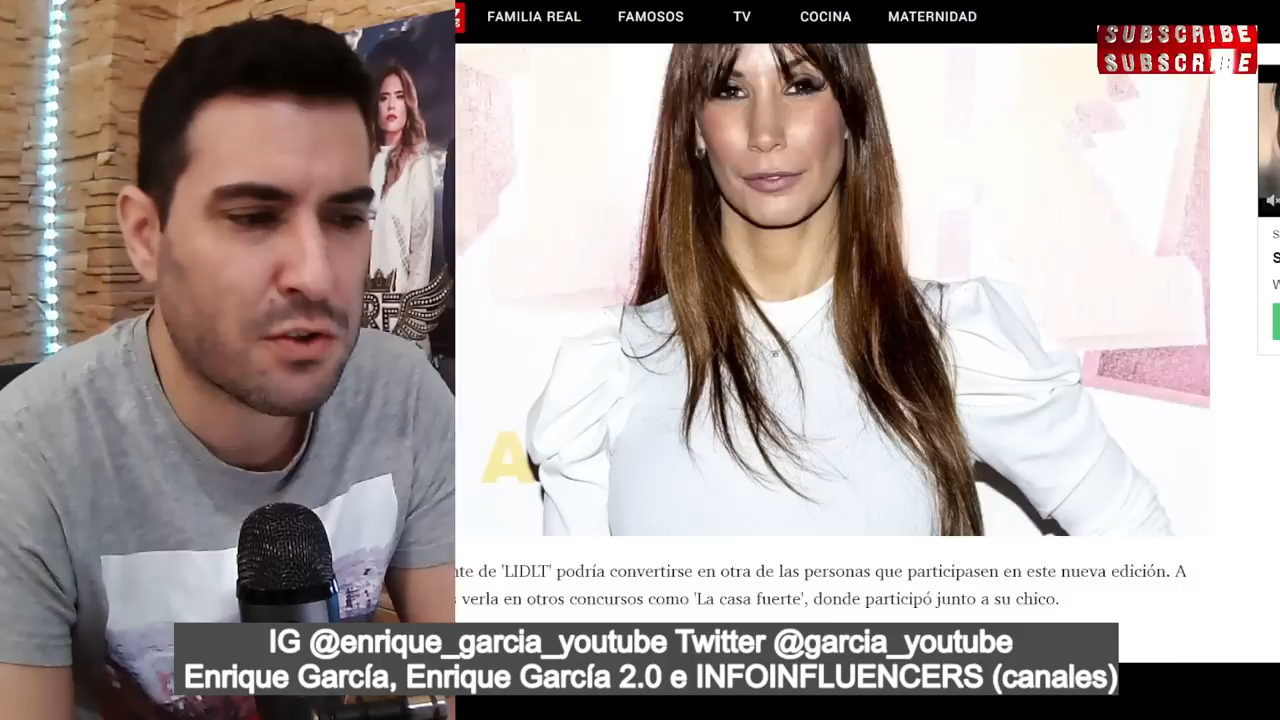 FAMILIA REAL FAMOSOS TV COCINA MATERNIDAD
SUBSCRIBE
SUBSCRIBE
A
nte de 'LIDLT' podría convertirse en otra de las personas que participasen en este nueva edición. A
s verla en otros concursos como 'La casa fuerte', donde participó junto a su chico.
IG @enrique_garcia_youtube Twitter @garcia_youtube
Enrique García, Enrique García 2.0 e INFOINFLUENCERS (canales)